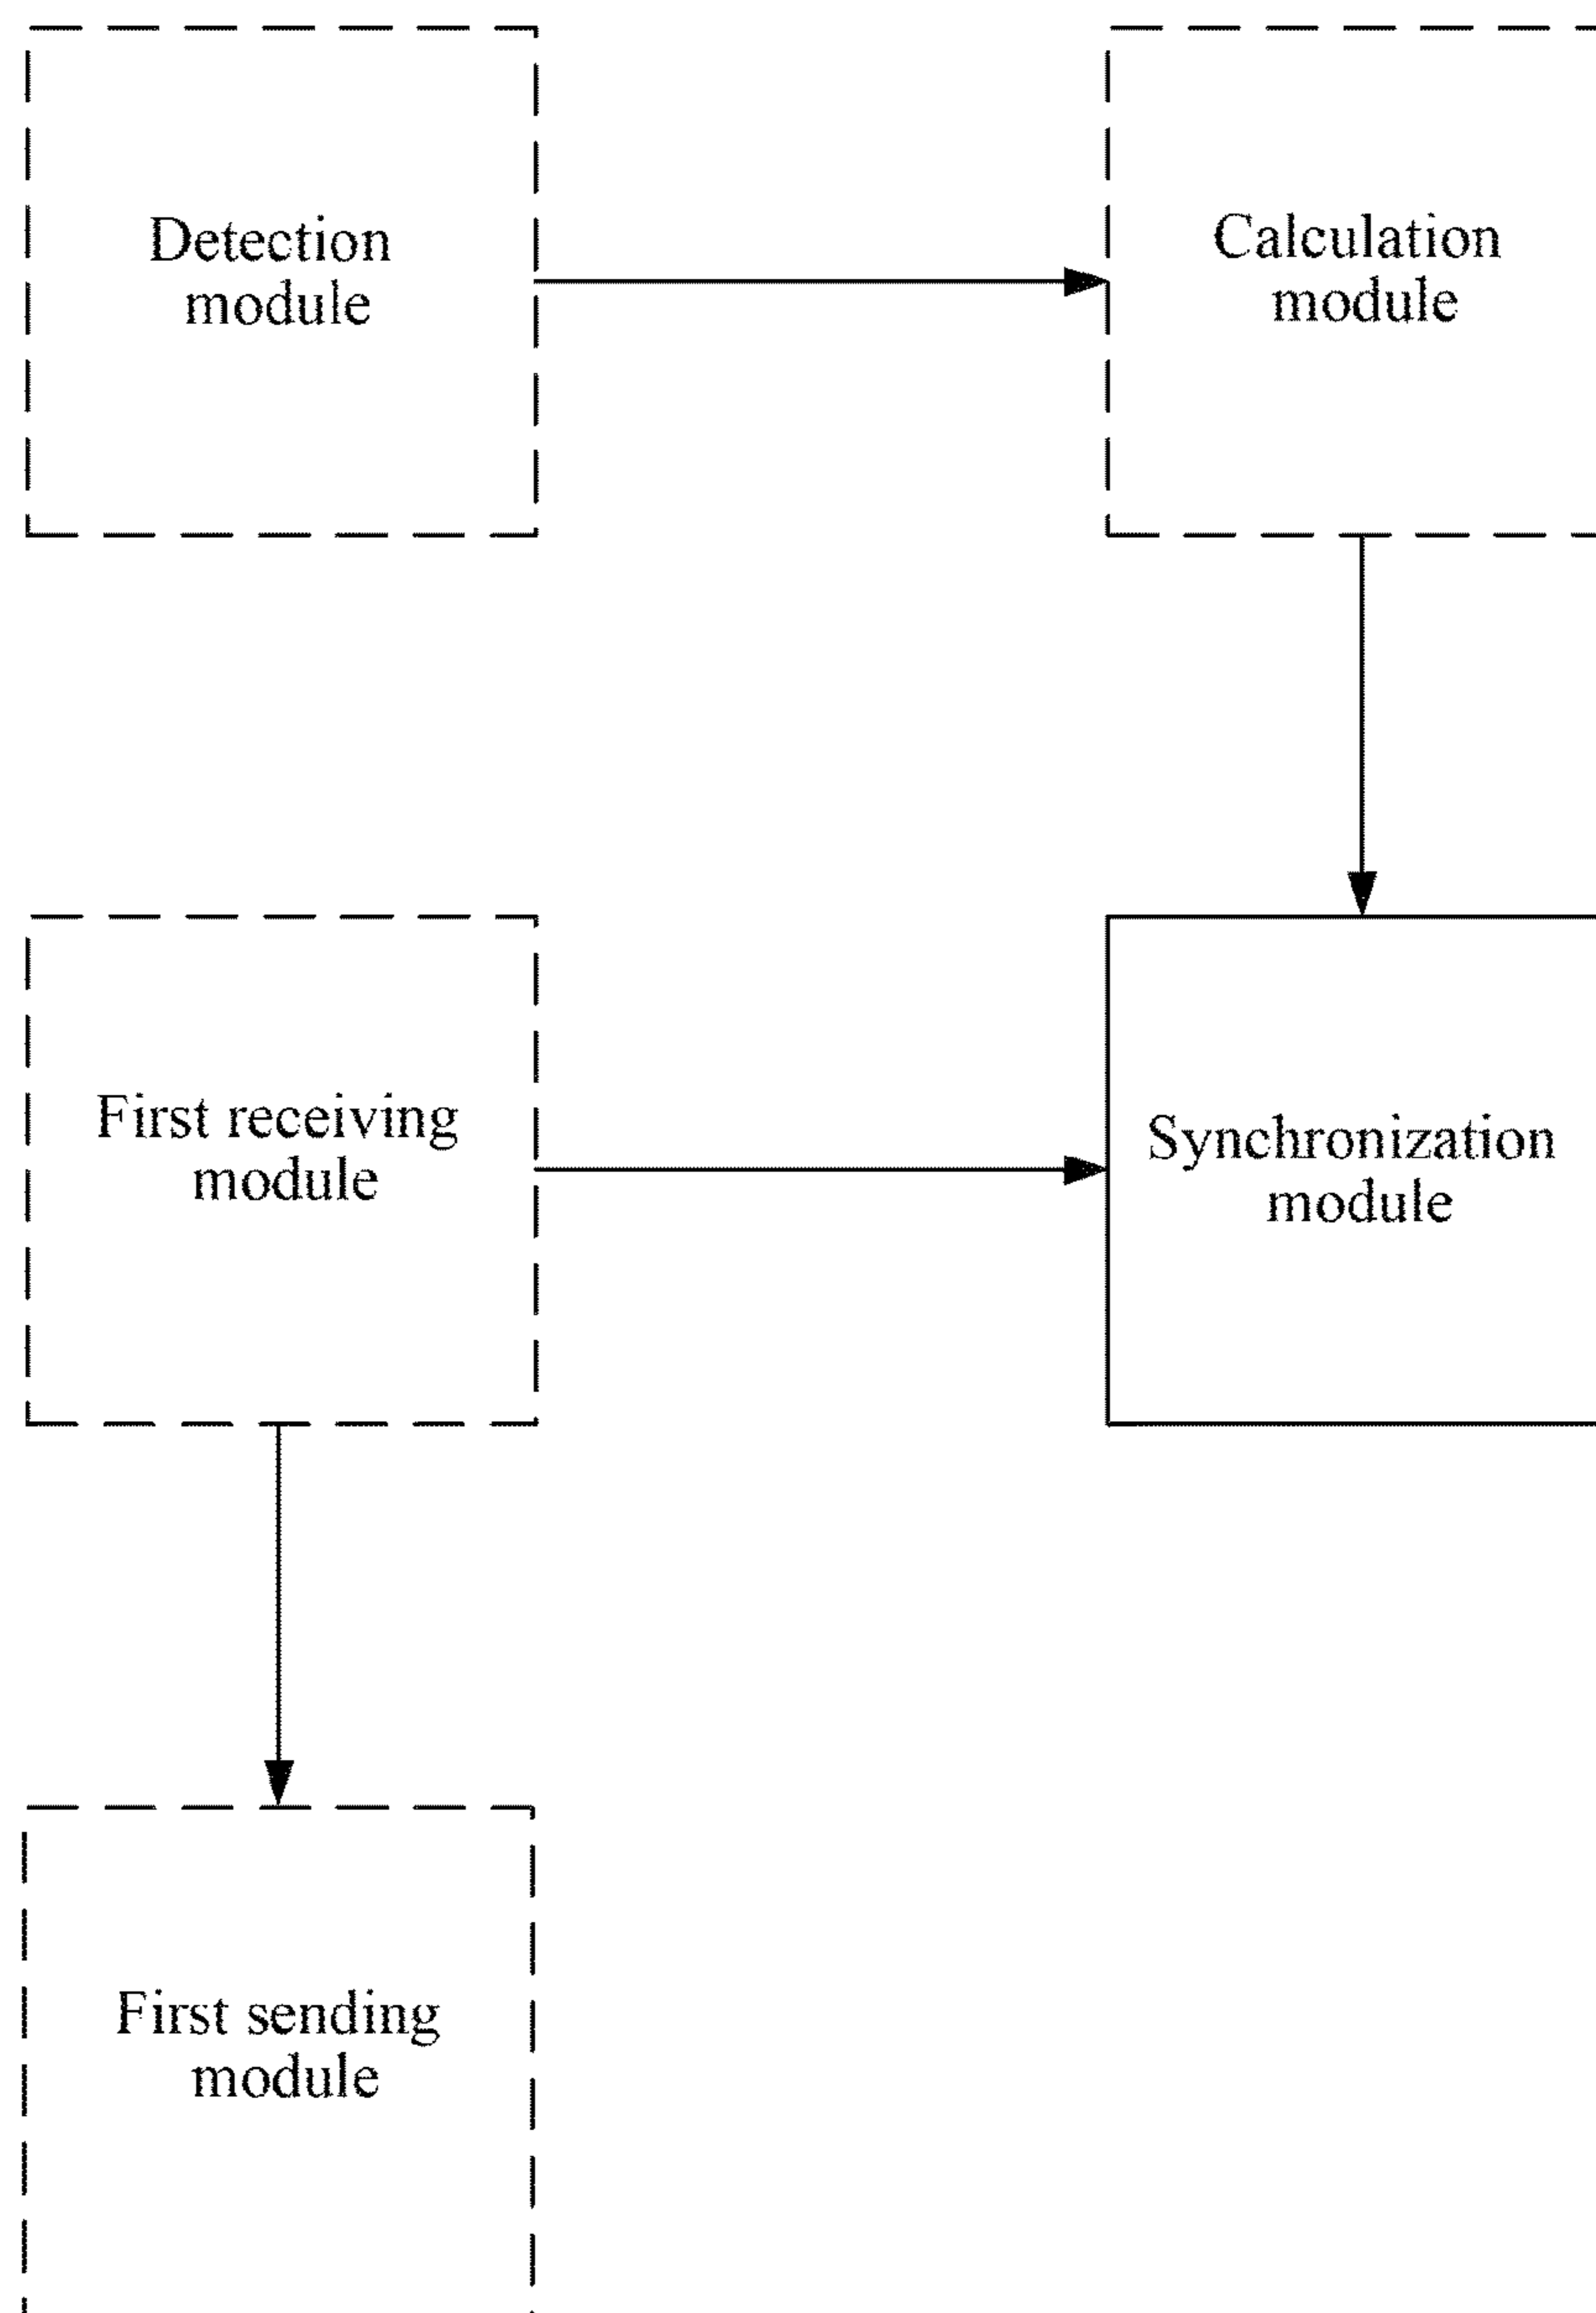 Detection
module
Calculation
module
First receiving
module
Synchronization
module
First sending
module